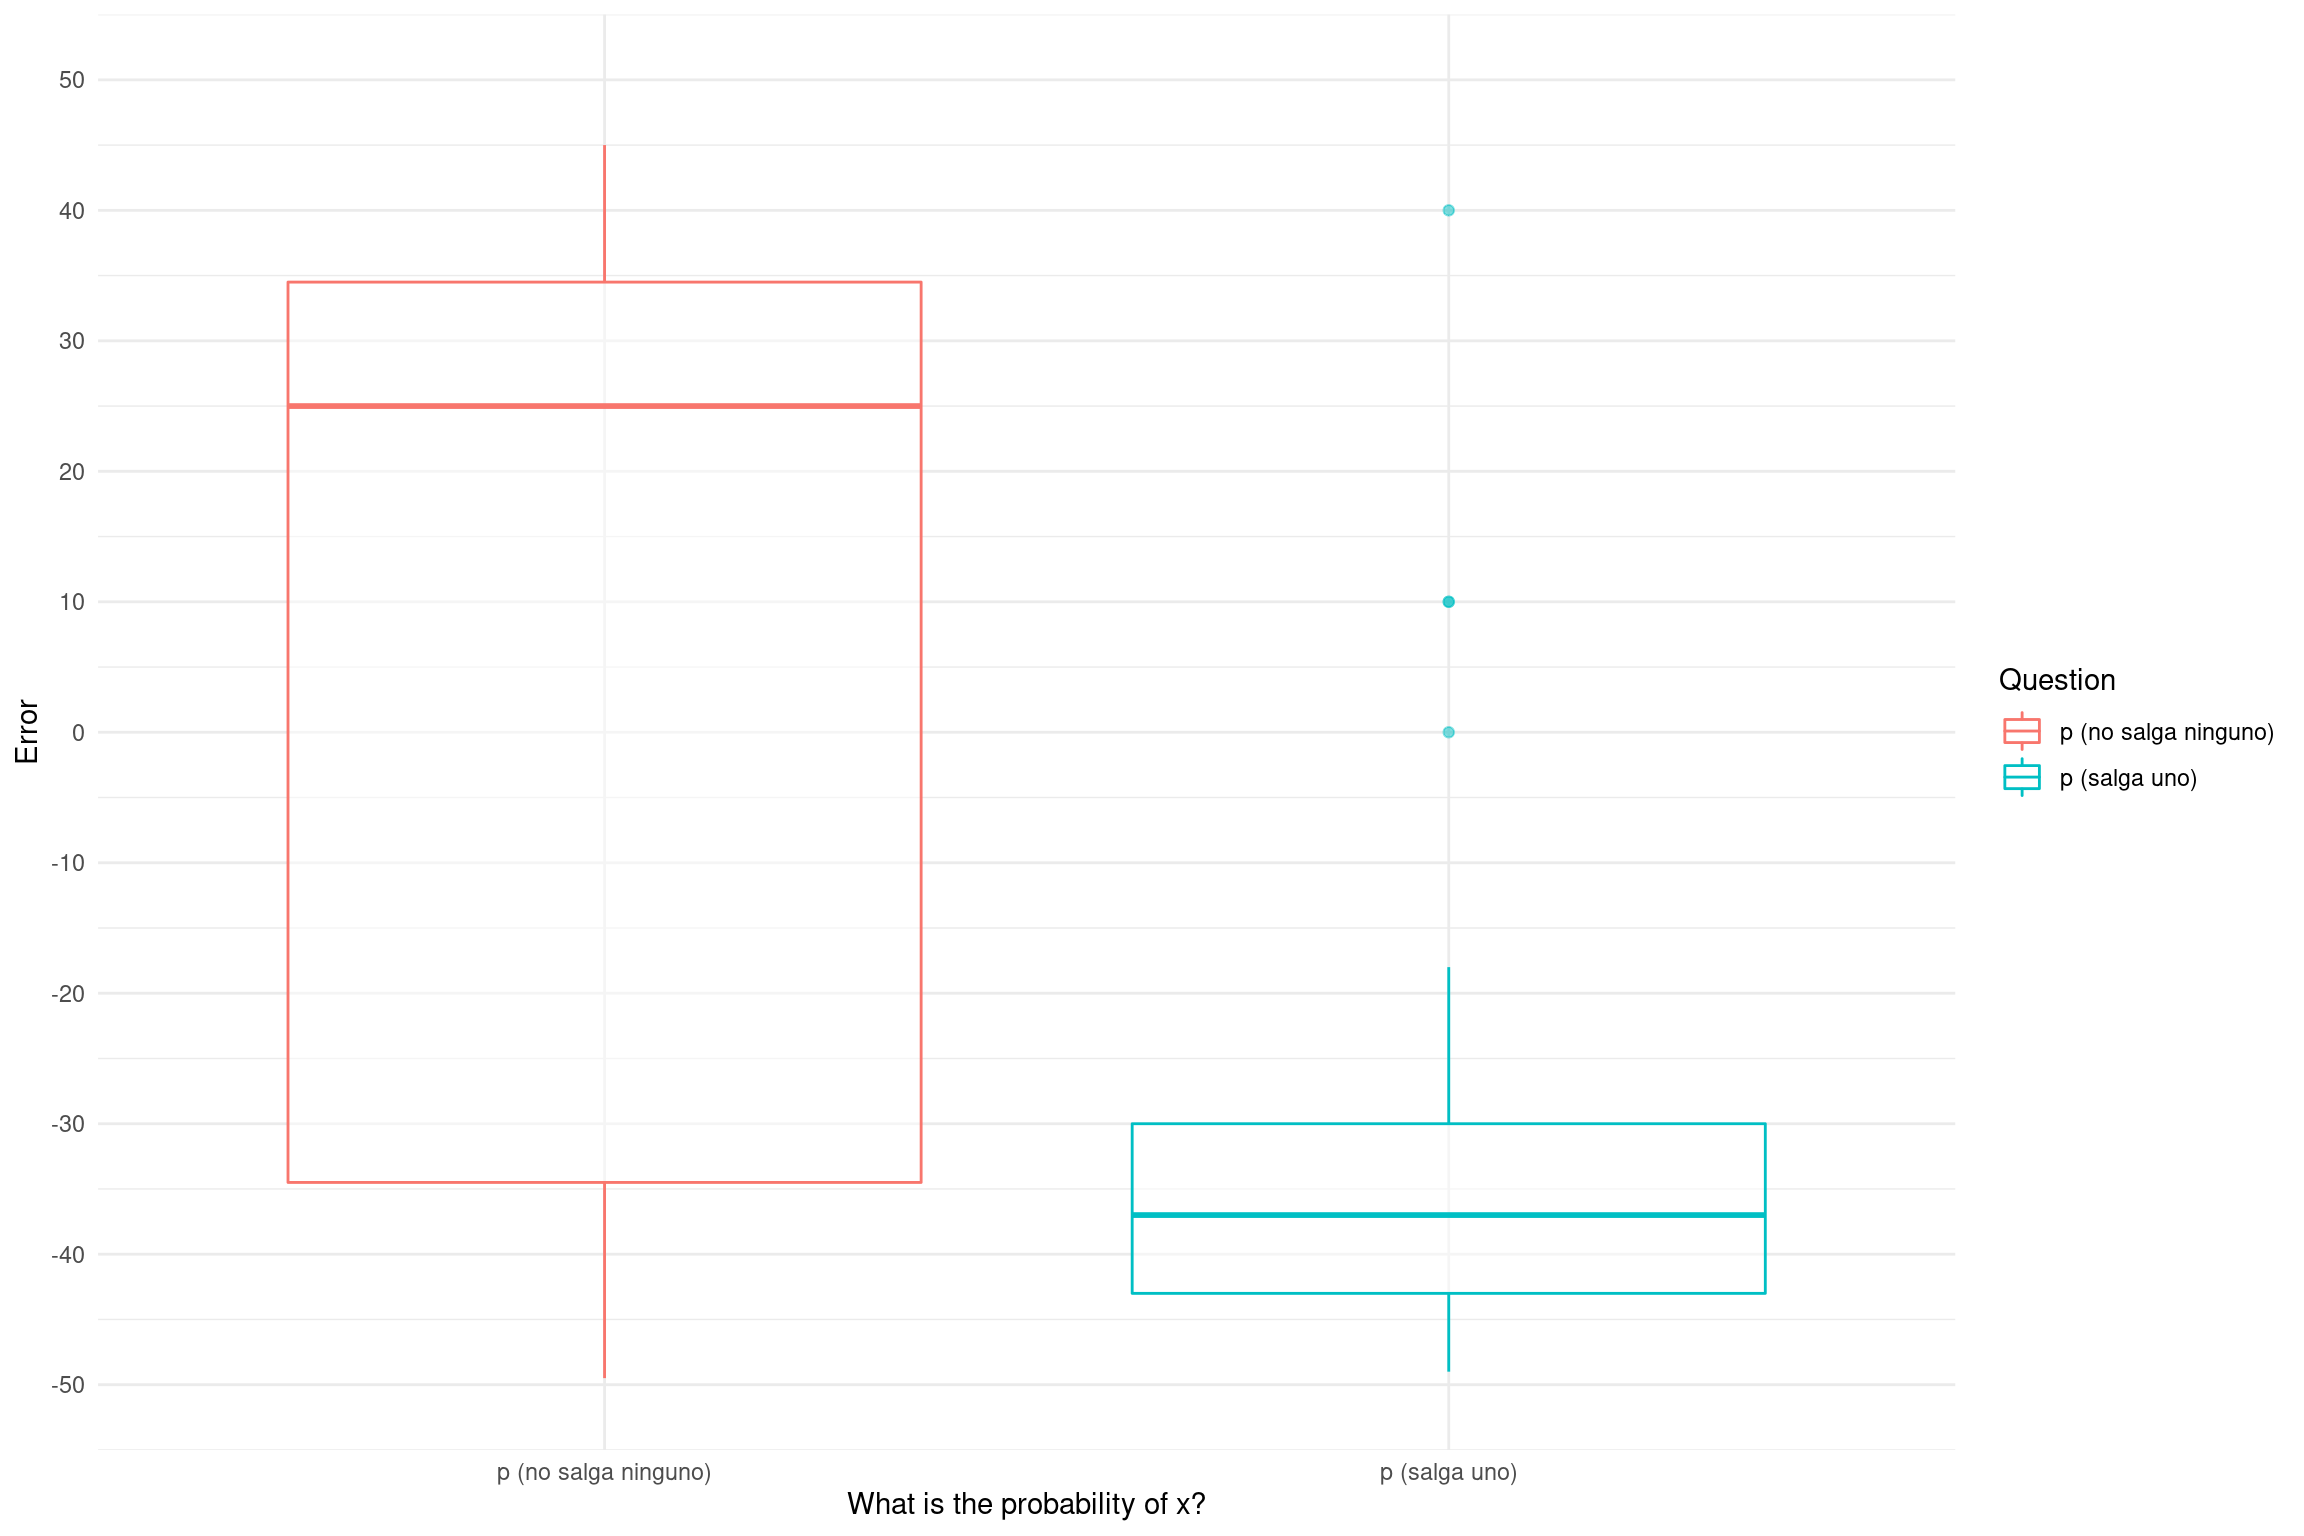 50
40
30
20
10
0
-10
-20
-30
-40
-50
Error
p (no salga ninguno)
p (salga uno)
What is the probability of x?
Question
p (no salga ninguno)
p (salga uno)